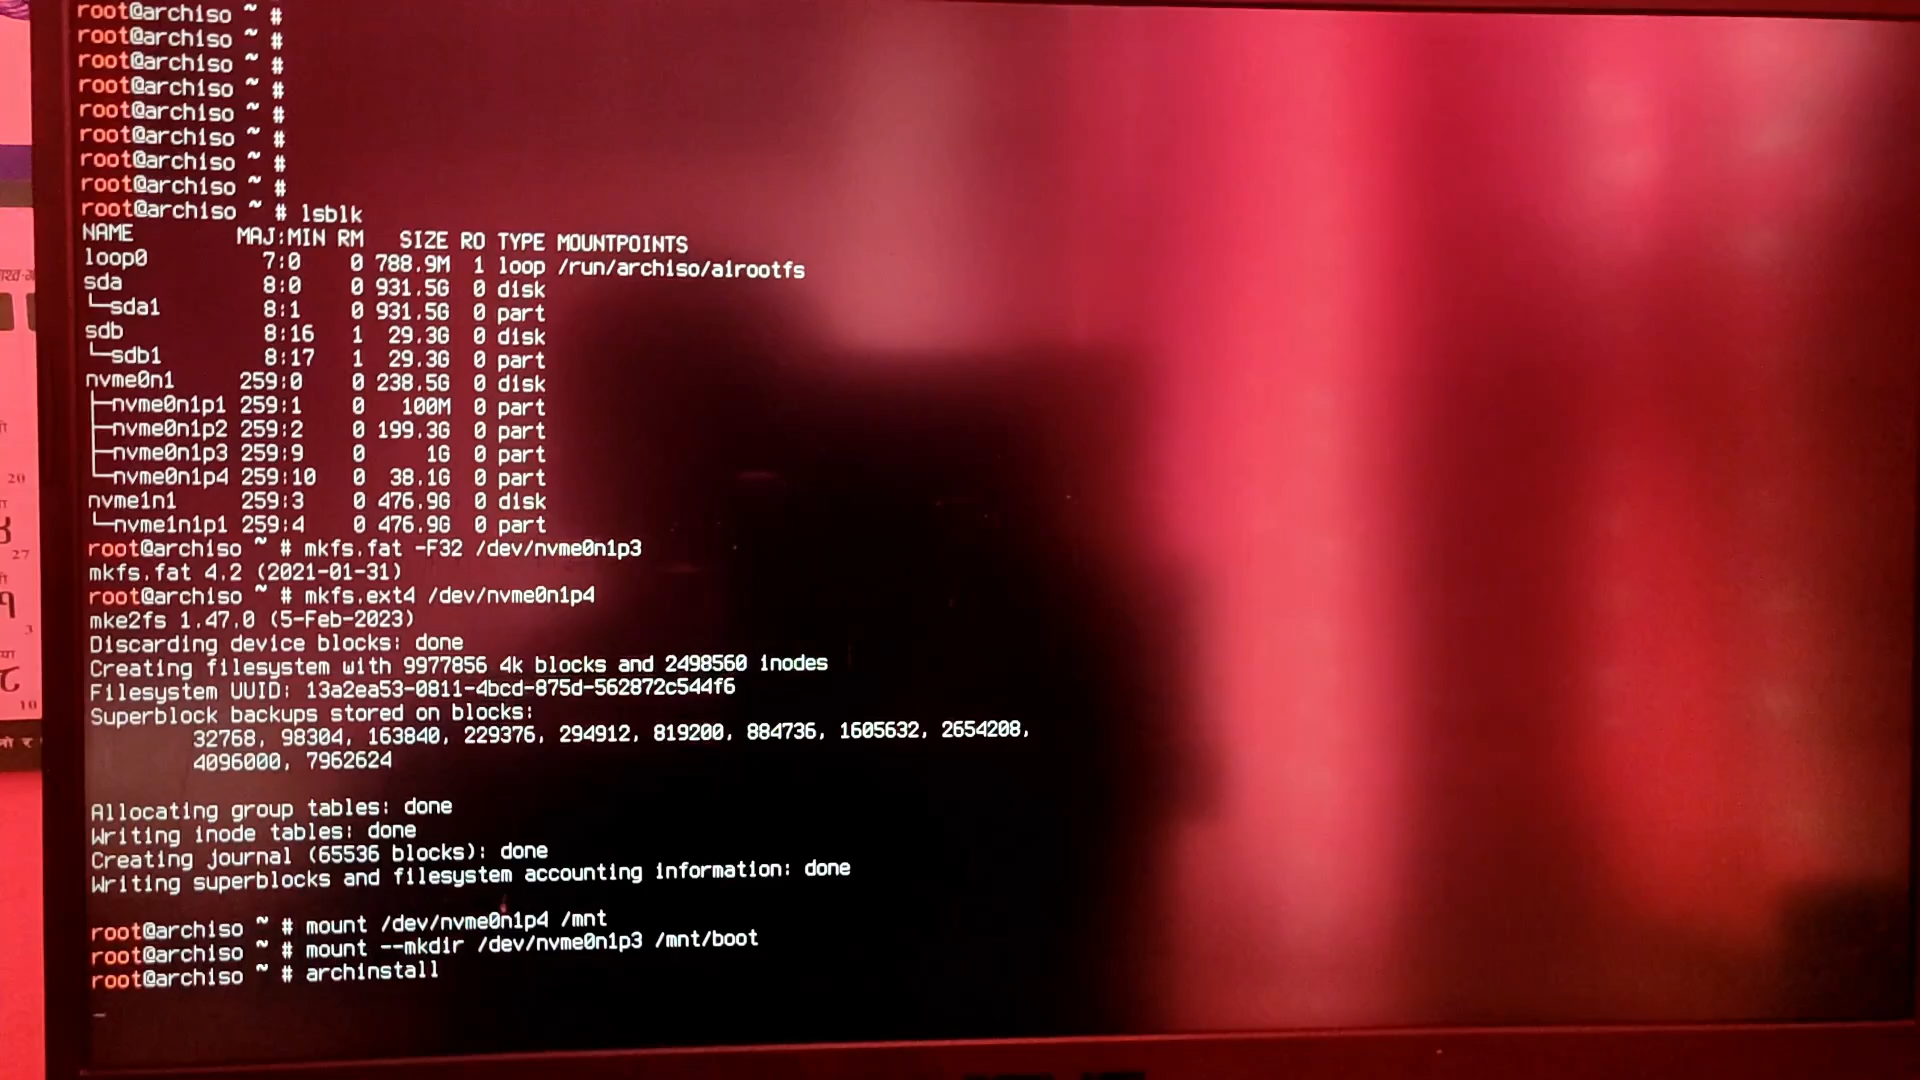 root@archiso ~ #
root@archiso ~ #
root@archiso ~ #
root@archiso ~ #
root@archiso ~ #
root@archiso ~ #
root@archiso ~ #
root@archiso ~ #
root@archiso ~ # lsblk
NAME MAJ:MIN RM SIZE RO TYPE MOUNTPOINTS
loop0 7:0 0 788.9M 1 loop /run/archiso/airootfs
sda 8:0 0 931.5G 0 disk
└─sda1 8:1 0 931.5G 0 part
sdb 8:16 1 29.3G 0 disk
└─sdb1 8:17 1 29.3G 0 part
nvme0n1 259:0 0 238.5G 0 disk
├─nvme0n1p1 259:1 0 100M 0 part
├─nvme0n1p2 259:2 0 199.3G 0 part
├─nvme0n1p3 259:9 0 1G 0 part
└─nvme0n1p4 259:10 0 38.1G 0 part
nvme1n1 259:3 0 476.9G 0 disk
└─nvme1n1p1 259:4 0 476.9G 0 part
root@archiso ~ # mkfs.fat -F32 /dev/nvme0n1p3
mkfs.fat 4.2 (2021-01-31)
root@archiso ~ # mkfs.ext4 /dev/nvme0n1p4
mke2fs 1.47.0 (5-Feb-2023)
Discarding device blocks: done
Creating filesystem with 9977856 4k blocks and 2498560 inodes
Filesystem UUID: 13a2ea53-0811-4bcd-875d-562872c544f6
Superblock backups stored on blocks:
32768, 98304, 163840, 229376, 294912, 819200, 884736, 1605632, 2654208,
4096000, 7962624
Allocating group tables: done
Writing inode tables: done
Creating journal (65536 blocks): done
Writing superblocks and filesystem accounting information: done
root@archiso ~ # mount /dev/nvme0n1p4 /mnt
root@archiso ~ # mount --mkdir /dev/nvme0n1p3 /mnt/boot
root@archiso ~ # archinstall
20
27
3
10